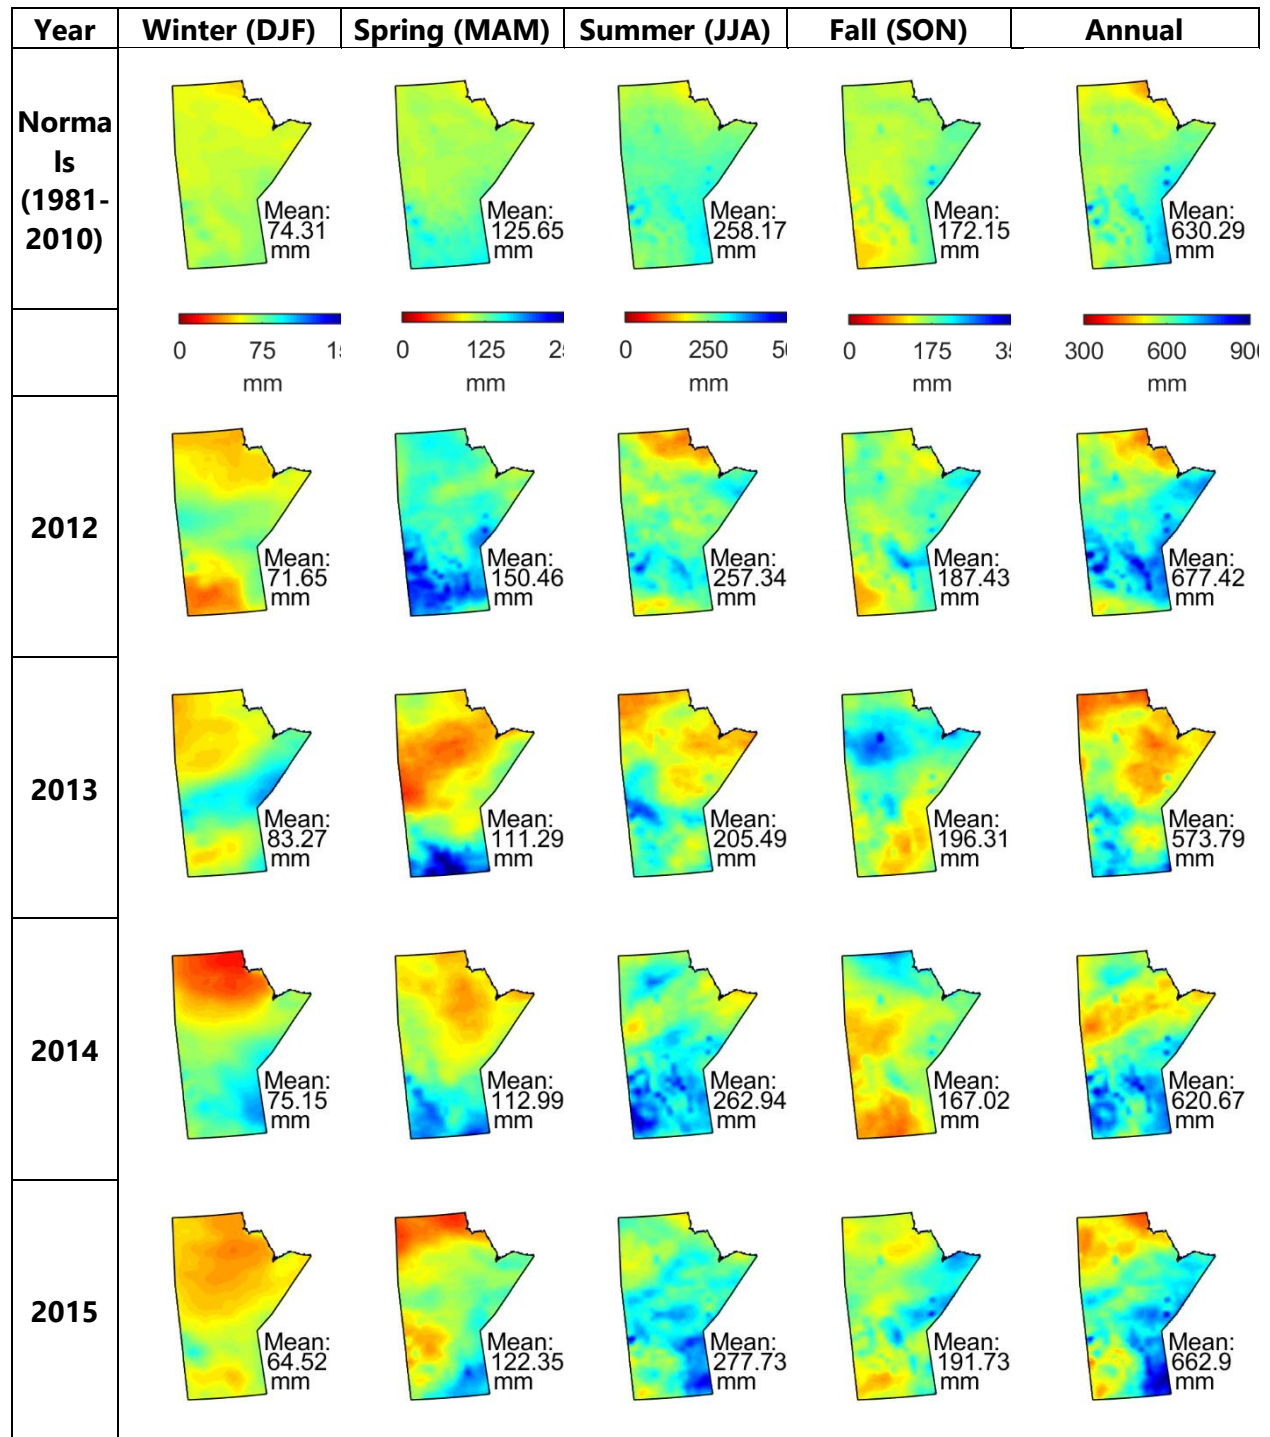 Year Winter (DJF) Spring (MAM) Summer (JJA) Fall (SON) Annual
Norma
ls
(1981-
2010)
Mean: Mean: Mean: Mean: Mean:
74.31 125.65 258.17 172.15 630.29
mm mm mm mm mm
0 75 0 125 0 250 0 175 300 600
mm mm mm mm mm
2012
Mean: Mean: Mean: Mean: Mean:
71.65 150.46 257.34 187.43 677.42
mm mm mm mm mm
2013
Mean: Mean: Mean: Mean: Mean:
83.27 111.29 205.49 196.31 573.79
mm mm mm mm mm
2014
Mean: Mean: Mean: Mean: Mean:
75.15 112.99 262.94 167.02 620.67
mm mm mm mm mm
2015
Mean: Mean: Mean: Mean: Mean:
64.52 122.35 277.73 191.73 662.9
mm mm mm mm mm